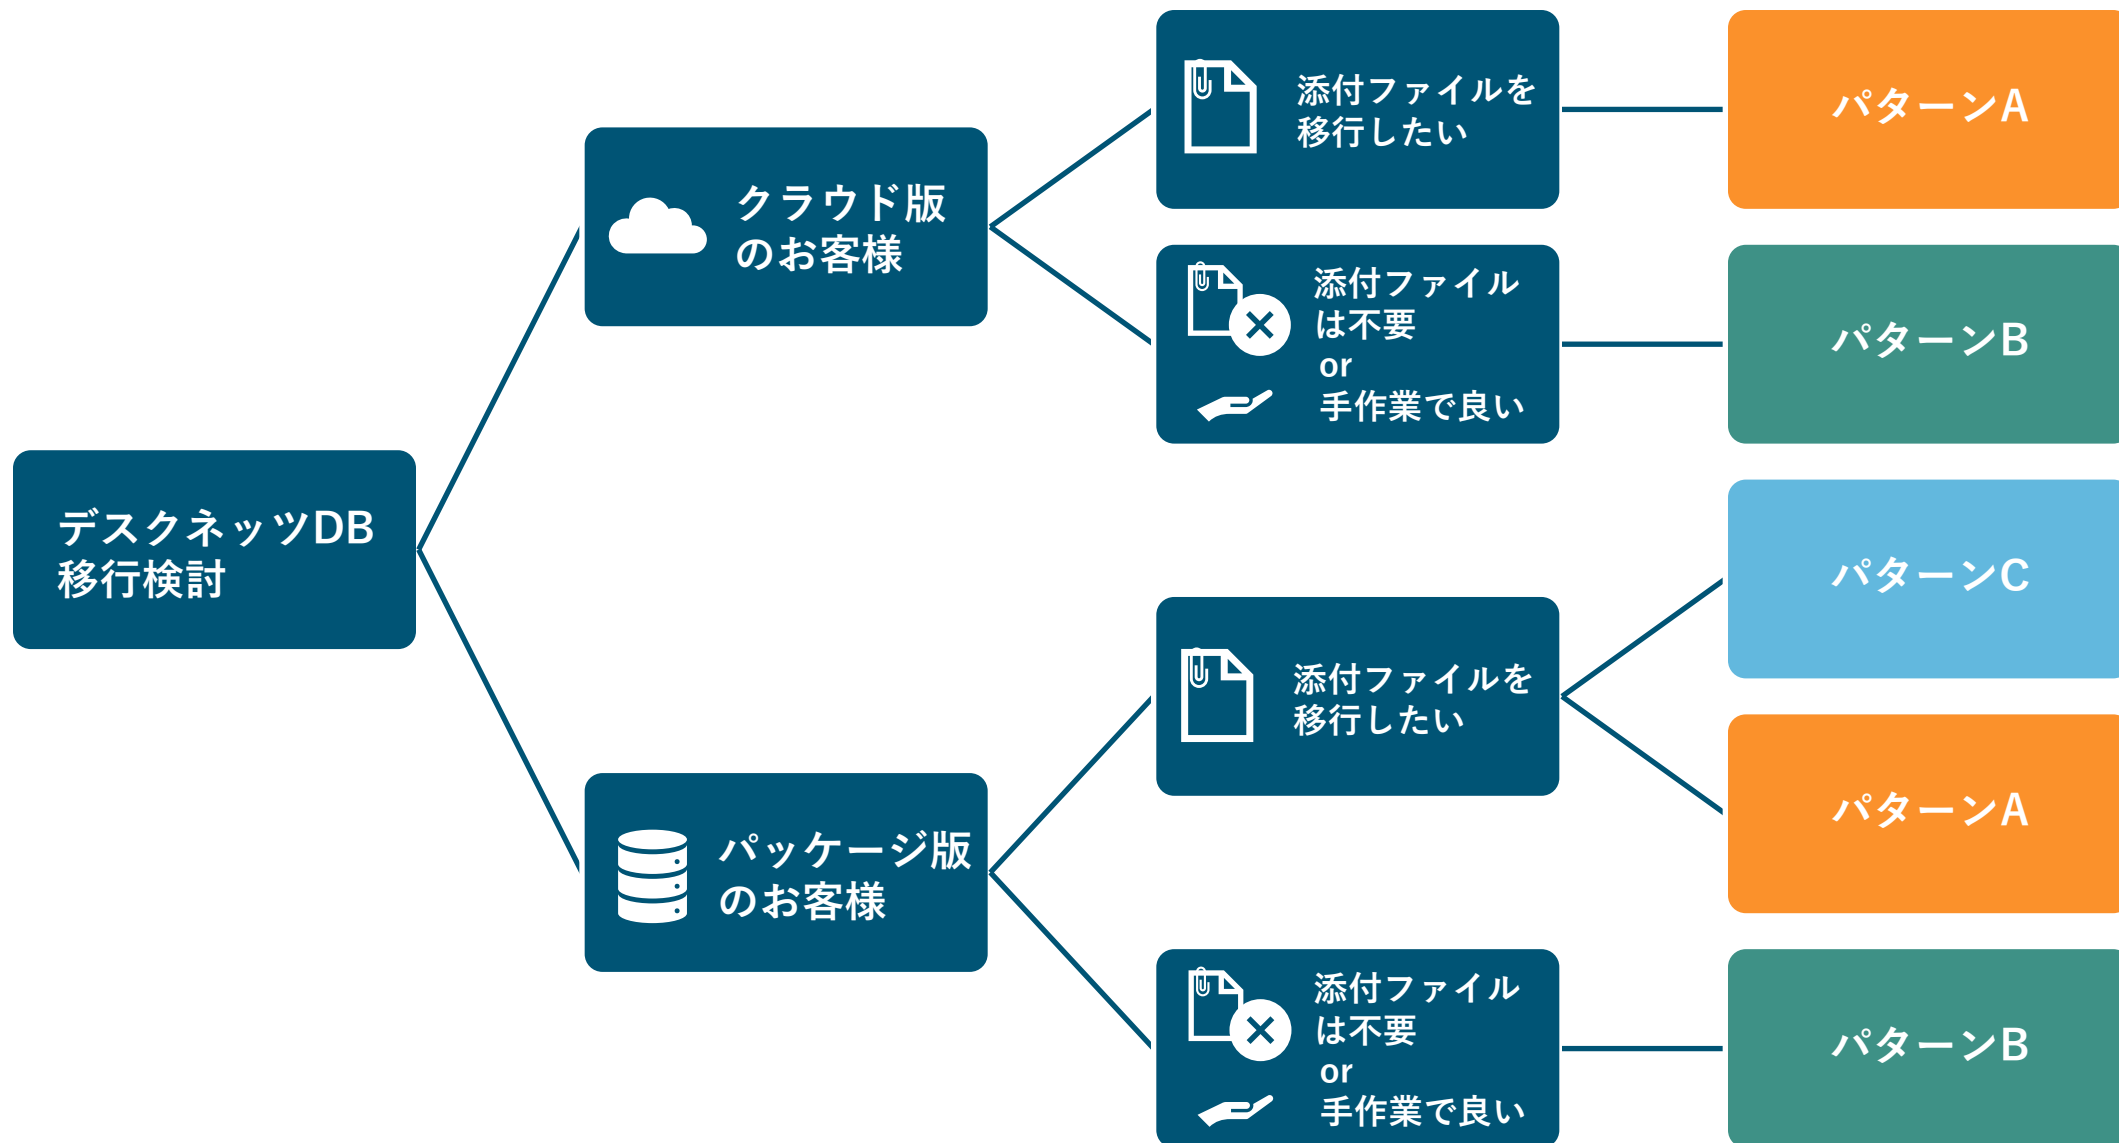 デスクネッツDB
移行検討
クラウド版
のお客様
添付ファイルを
移行したい
パターンA
添付ファイル
は不要
or
手作業で良い
パターンB
パッケージ版
のお客様
添付ファイルを
移行したい
パターンC
パターンA
添付ファイル
は不要
or
手作業で良い
パターンB